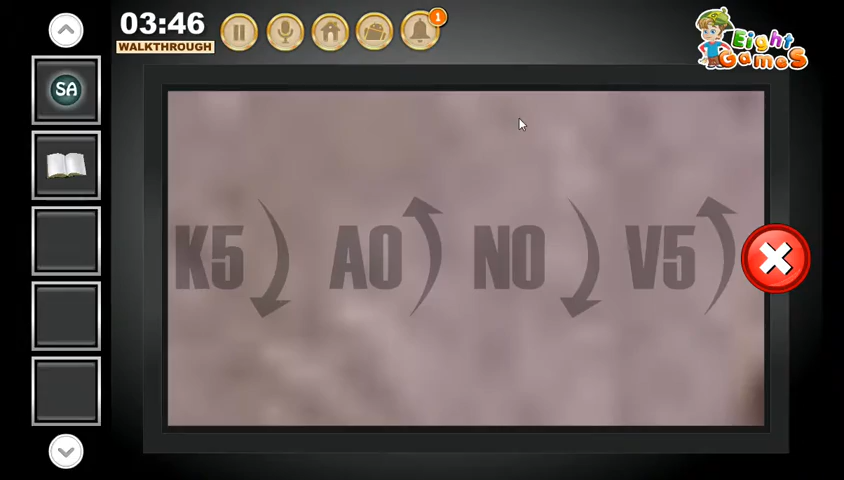 03:46
WALKTHROUGH
1
Eight
GameS
SA
K5 A0 N0 V5